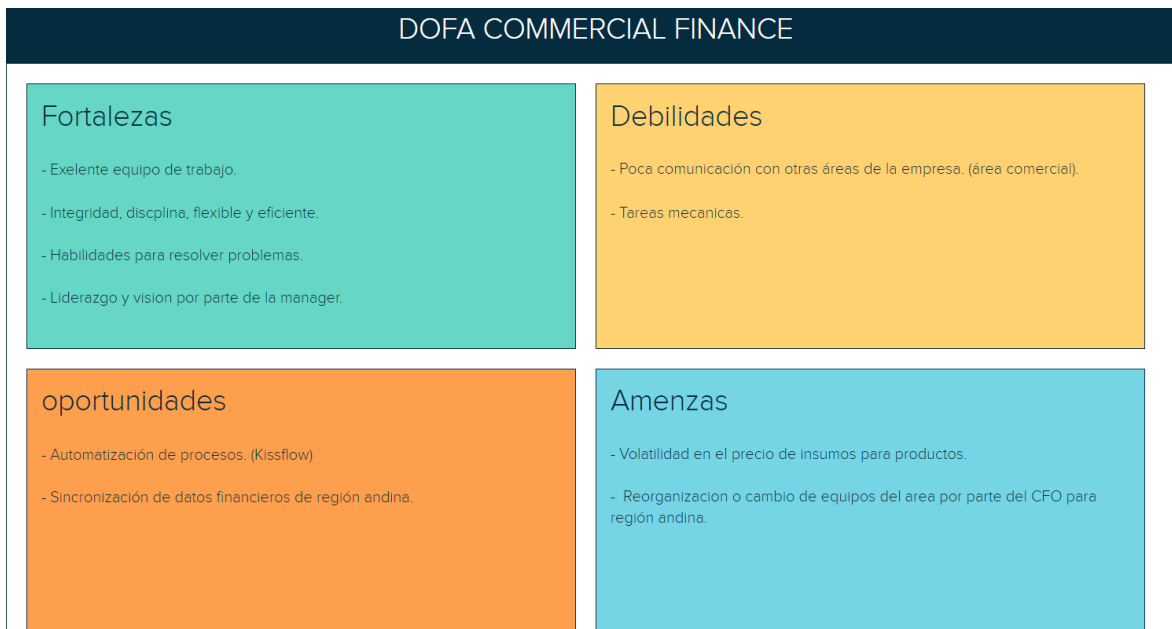 DOFA COMMERCIAL FINANCE
Fortalezas
- Exelente equipo de trabajo.
- Integridad, discplina, flexible y eficiente.
- Habilidades para resolver problemas.
- Liderazgo y vision por parte de la manager.
Debilidades
- Poca comunicación con otras áreas de la empresa. (área comercial).
- Tareas mecanicas.
oportunidades
- Automatización de procesos. (Kissflow)
- Sincronización de datos financieros de región andina.
Amenzas
- Volatilidad en el precio de insumos para productos.
- Reorganizacion o cambio de equipos del area por parte del CFO para
región andina.